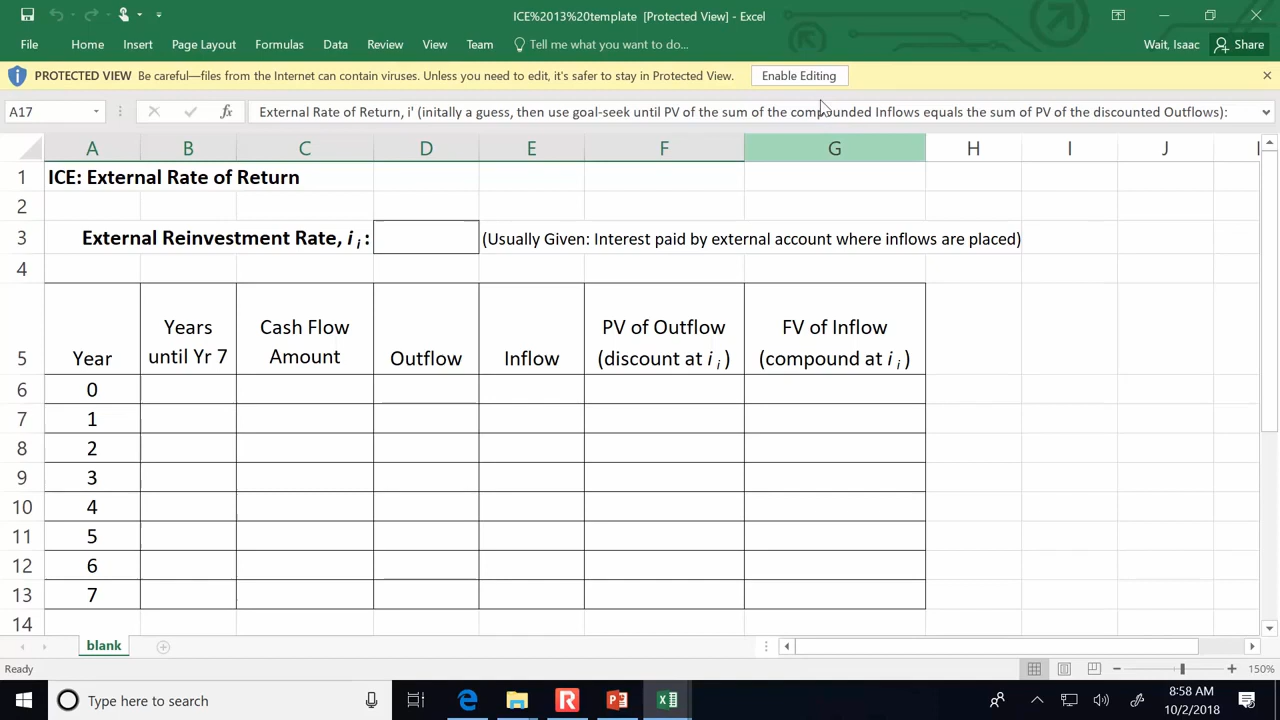 ICE%2013%20template [Protected View] - Excel
File Home Insert Page Layout Formulas Data Review View Team Tell me what you want to do... Wait, Isaac Share
PROTECTED VIEW Be careful—files from the Internet can contain viruses. Unless you need to edit, it's safer to stay in Protected View. Enable Editing
A17 fx External Rate of Return, i' (initally a guess, then use goal-seek until PV of the sum of the compounded Inflows equals the sum of PV of the discounted Outflows):
A B C D E F G H I J I
1 ICE: External Rate of Return
2
3 External Reinvestment Rate, i i : (Usually Given: Interest paid by external account where inflows are placed)
4
5 Year Years until Yr 7 Cash Flow Amount Outflow Inflow PV of Outflow (discount at i i ) FV of Inflow (compound at i i )
6 0
7 1
8 2
9 3
10 4
11 5
12 6
13 7
14
blank
Ready 150%
Type here to search 8:58 AM
10/2/2018